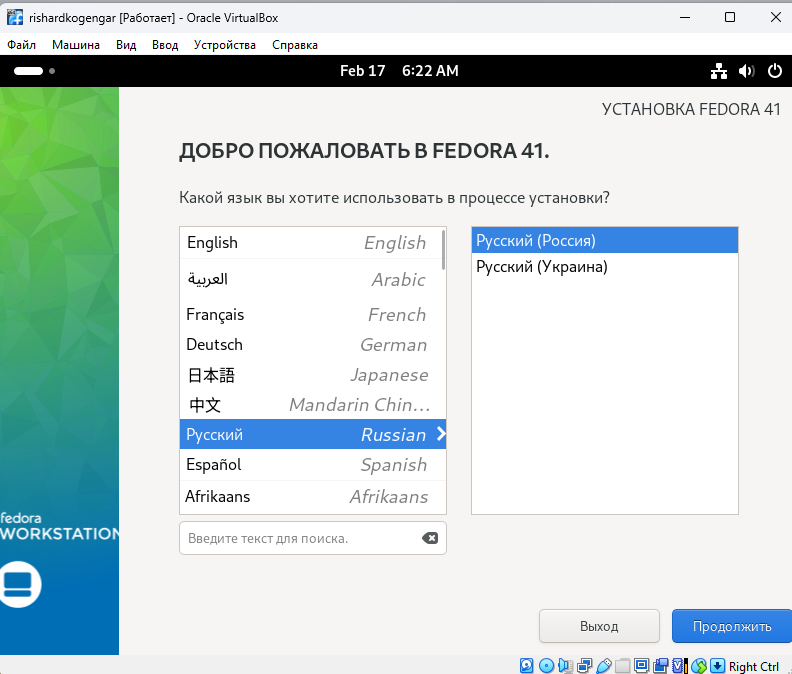 rishardkogengar [Работает] - Oracle VirtualBox
Файл Машина Вид Ввод Устройства Справка
Feb 17 6:22 AM
УСТАНОВКА FEDORA 41
ДОБРО ПОЖАЛОВАТЬ В FEDORA 41.
Какой язык вы хотите использовать в процессе установки?
English English
العربية Arabic
Français French
Deutsch German
日本語 Japanese
中文 Mandarin Chin...
Русский Russian
Español Spanish
Afrikaans Afrikaans
Русский (Россия)
Русский (Украина)
Введите текст для поиска.
fedora
WORKSTATION
Выход Продолжить
Right Ctrl